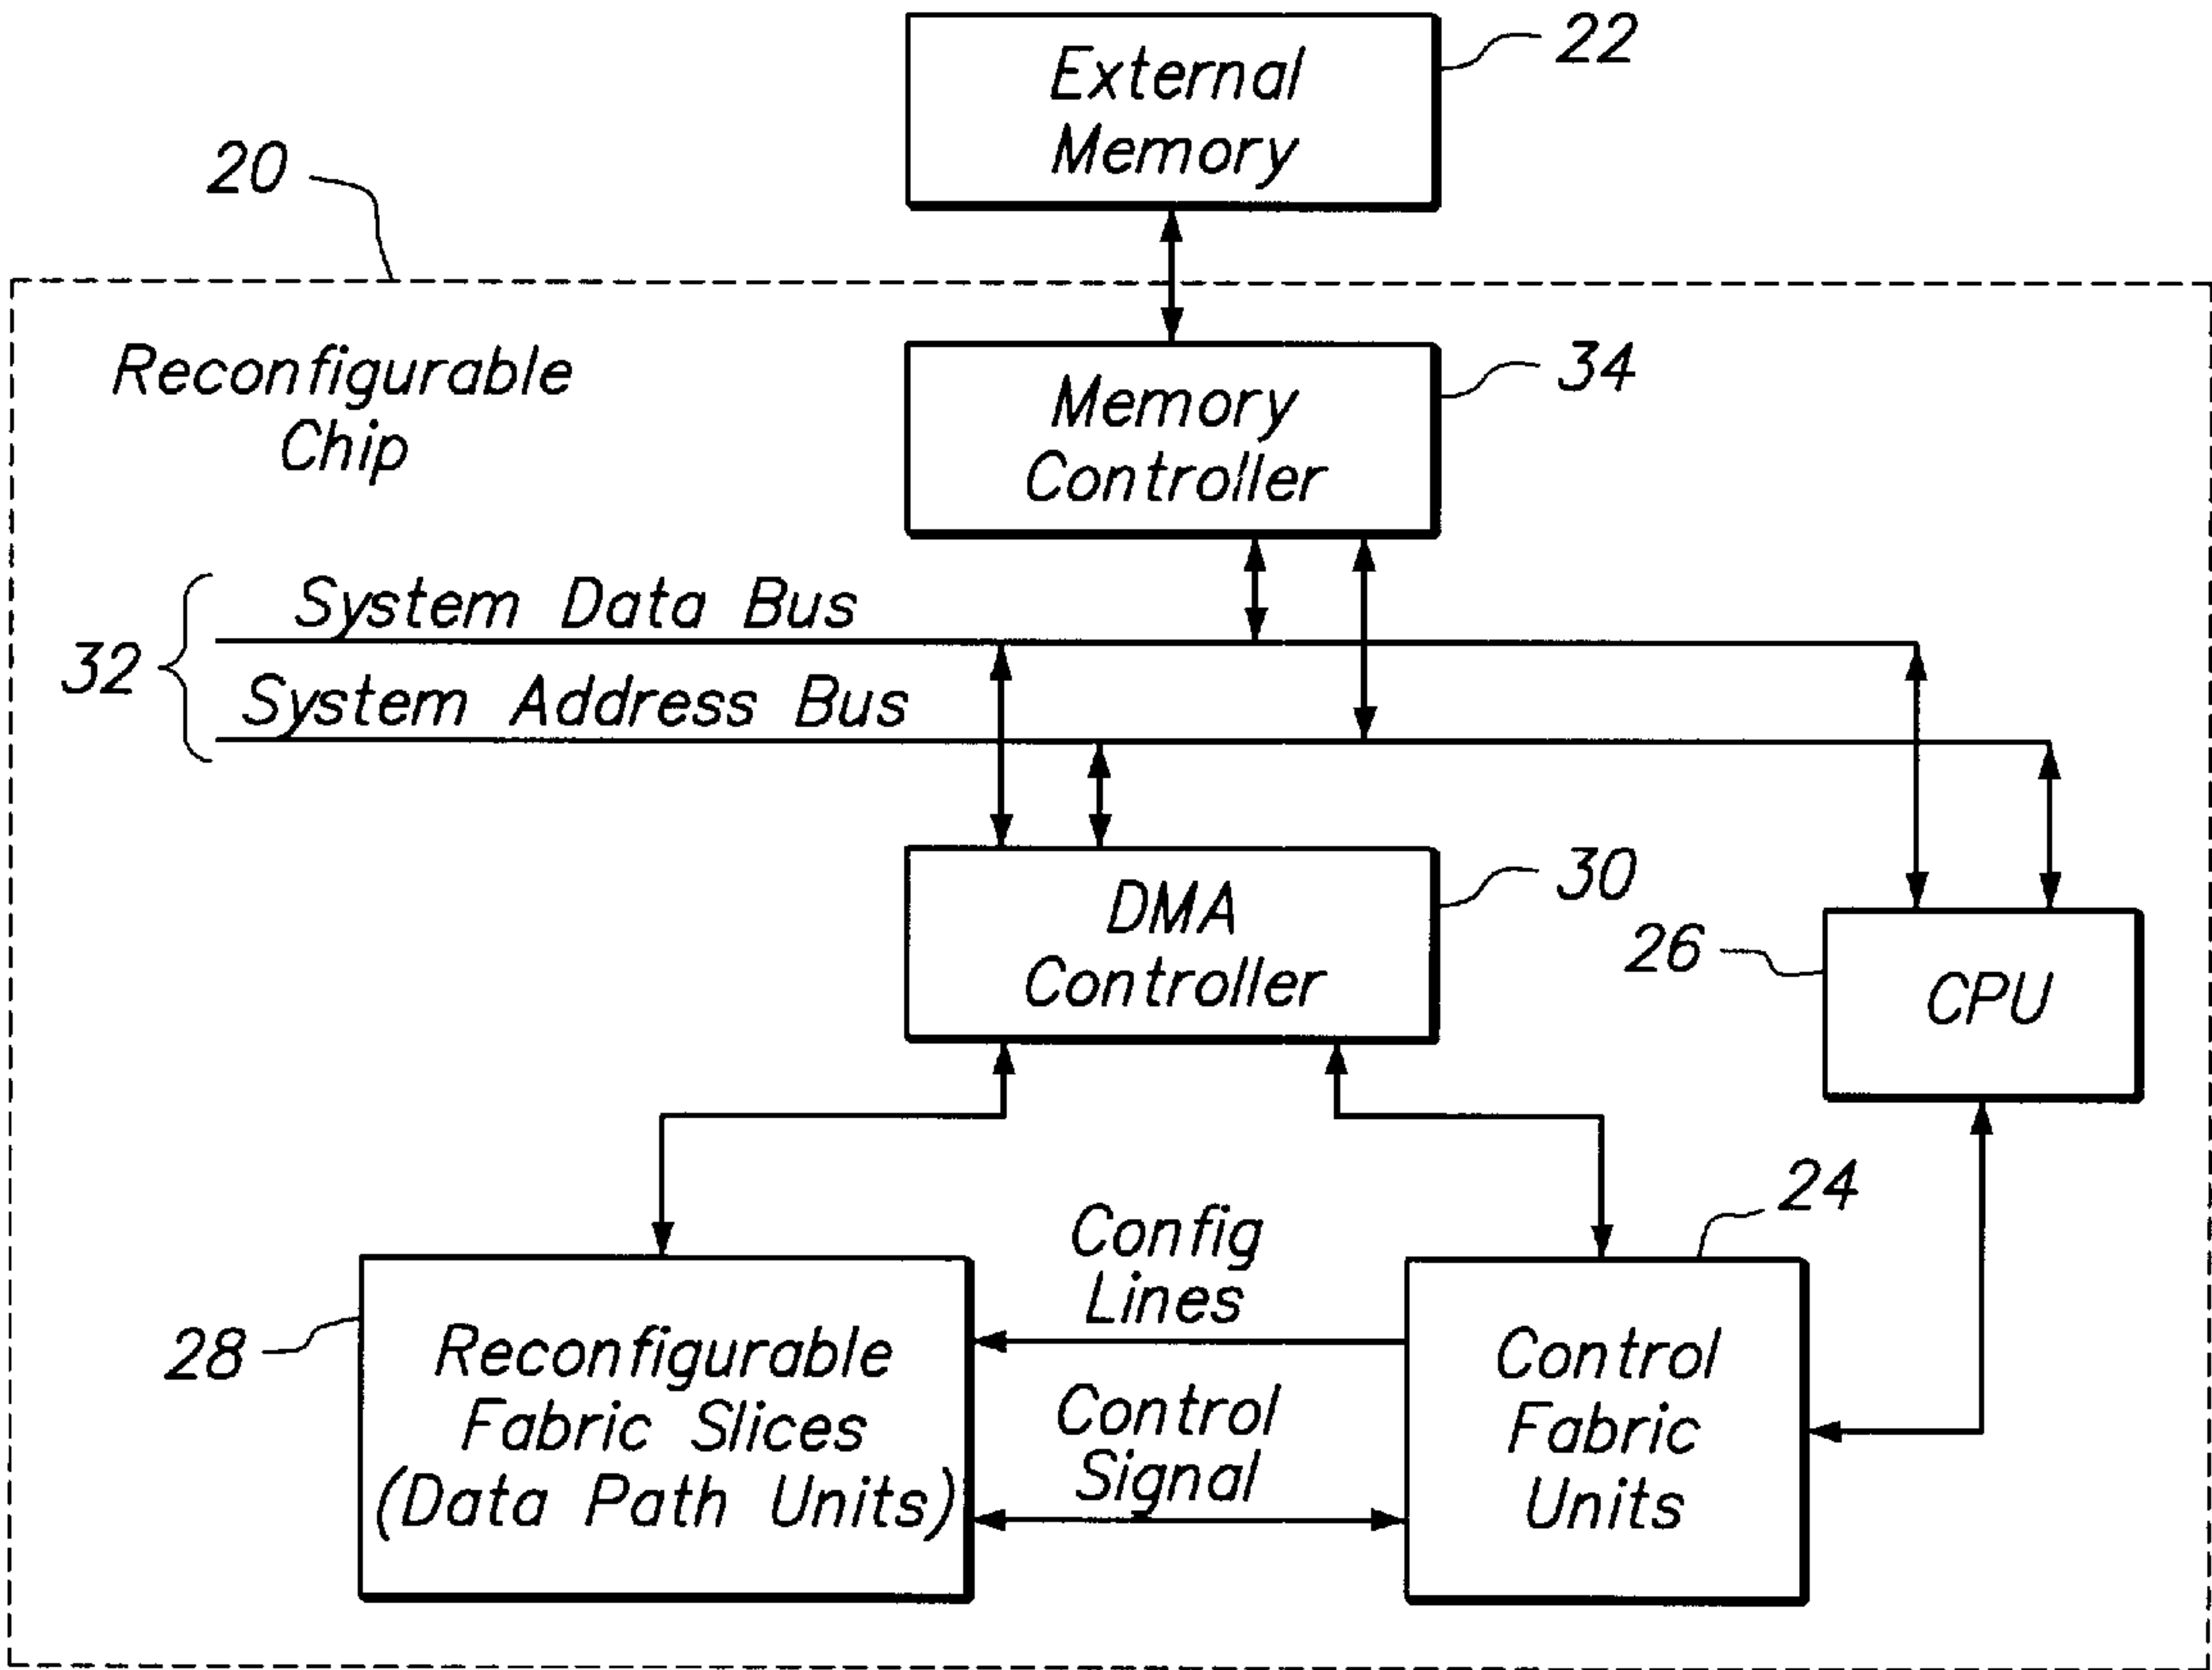 External
Memory
22
20
Reconfigurable
Chip
Memory
Controller
34
System Data Bus
32
System Address Bus
DMA
Controller
30
26
CPU
24
Config
Lines
28
Reconfigurable
Fabric Slices
(Data Path Units)
Control
Signal
Control
Fabric
Units